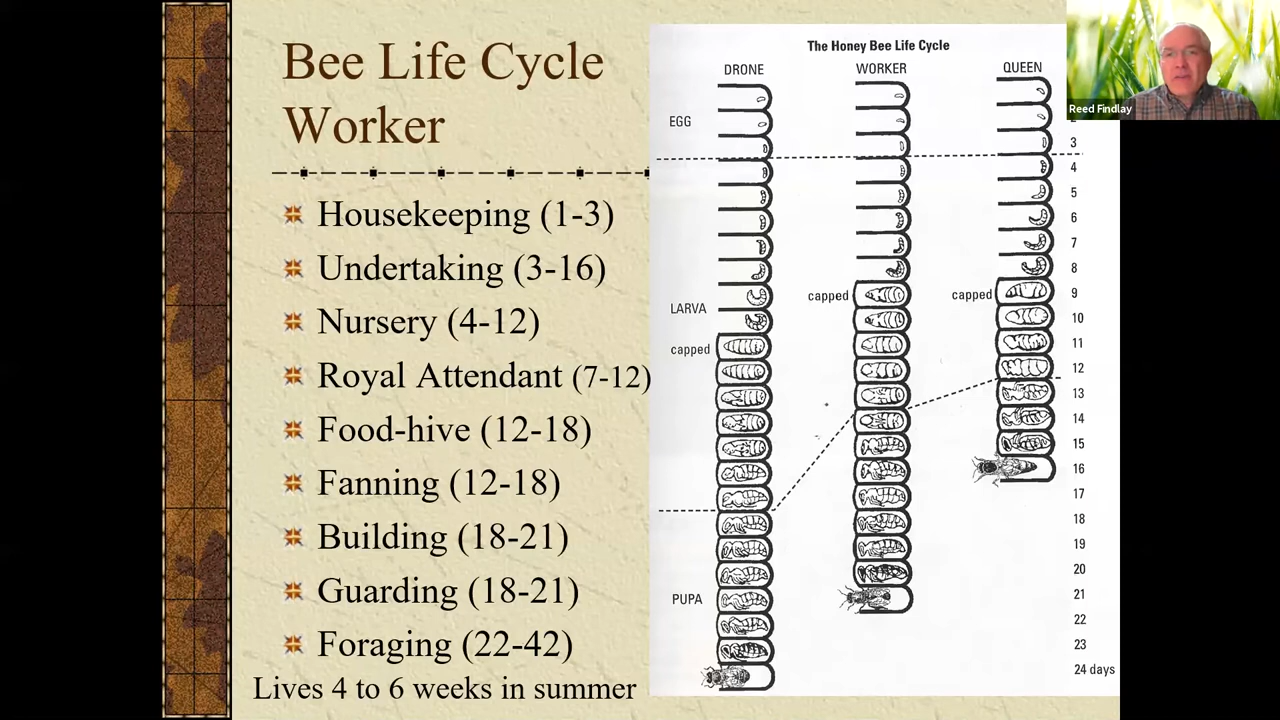 Bee Life Cycle
Worker
Housekeeping (1-3)
Undertaking (3-16)
Nursery (4-12)
Royal Attendant (7-12)
Food-hive (12-18)
Fanning (12-18)
Building (18-21)
Guarding (18-21)
Foraging (22-42)
Lives 4 to 6 weeks in summer
The Honey Bee Life Cycle
DRONE WORKER QUEEN
EGG
3
4
5
6
7
8
capped capped 9
LARVA 10
capped 11
12
13
14
15
16
17
18
19
20
PUPA 21
22
23
24 days
Reed Findlay